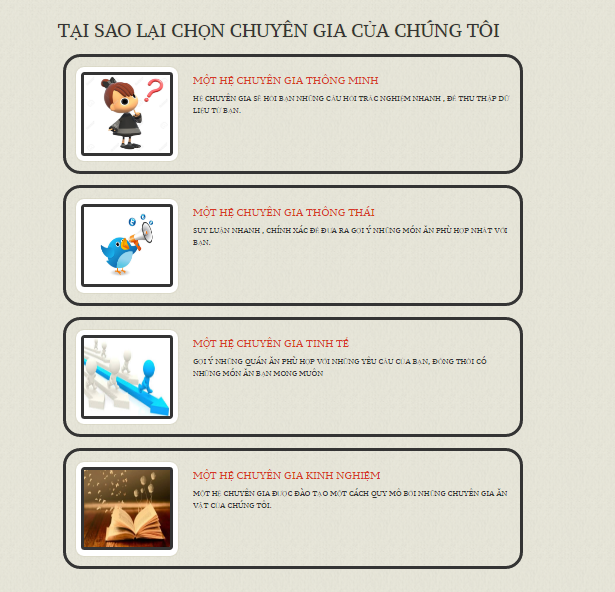 TẠI SAO LẠI CHỌN CHUYÊN GIA CỦA CHÚNG TÔI
MỘT HỆ CHUYÊN GIA THÔNG MINH
HỆ CHUYÊN GIA SẼ HỎI BẠN NHỮNG CÂU HỎI TRẮC NGHIỆM NHANH , ĐỂ THU THẬP DỮ
LIỆU TỪ BẠN.
MỘT HỆ CHUYÊN GIA THÔNG THÁI
SUY LUẬN NHANH , CHÍNH XÁC ĐỂ ĐƯA RA GỢI Ý NHỮNG MÓN ĂN PHÙ HỢP NHẤT VỚI
BẠN.
MỘT HỆ CHUYÊN GIA TINH TẾ
GỢI Ý NHỮNG QUÁN ĂN PHÙ HỢP VỚI NHỮNG YÊU CẦU CỦA BẠN, ĐỒNG THỜI CÓ
NHỮNG MÓN ĂN BẠN MONG MUỐN
MỘT HỆ CHUYÊN GIA KINH NGHIỆM
MỘT HỆ CHUYÊN GIA ĐƯỢC ĐÀO TẠO MỘT CÁCH QUY MÔ BỞI NHỮNG CHUYÊN GIA ĂN
VẶT CỦA CHÚNG TÔI.